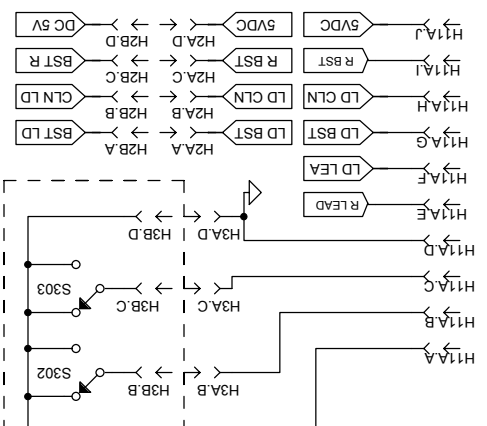 H3A.B
H3B.B
S302
H11A.A
H11A.B
H3A.C
H3B.C
S303
H11A.C
H11A.D
H3A.D
H3B.D
H11A.E
R LEAD
H11A.F
LD LEA
H11A.G
LD BST
LD BST
H2A.A
H2B.A
BST LD
H11A.H
LD CLN
LD CLN
H2A.B
H2B.B
CLN LD
H11A.I
R BST
R BST
H2A.C
H2B.C
BST R
H11A.J
5VDC
5VDC
H2A.D
H2B.D
DC 5V